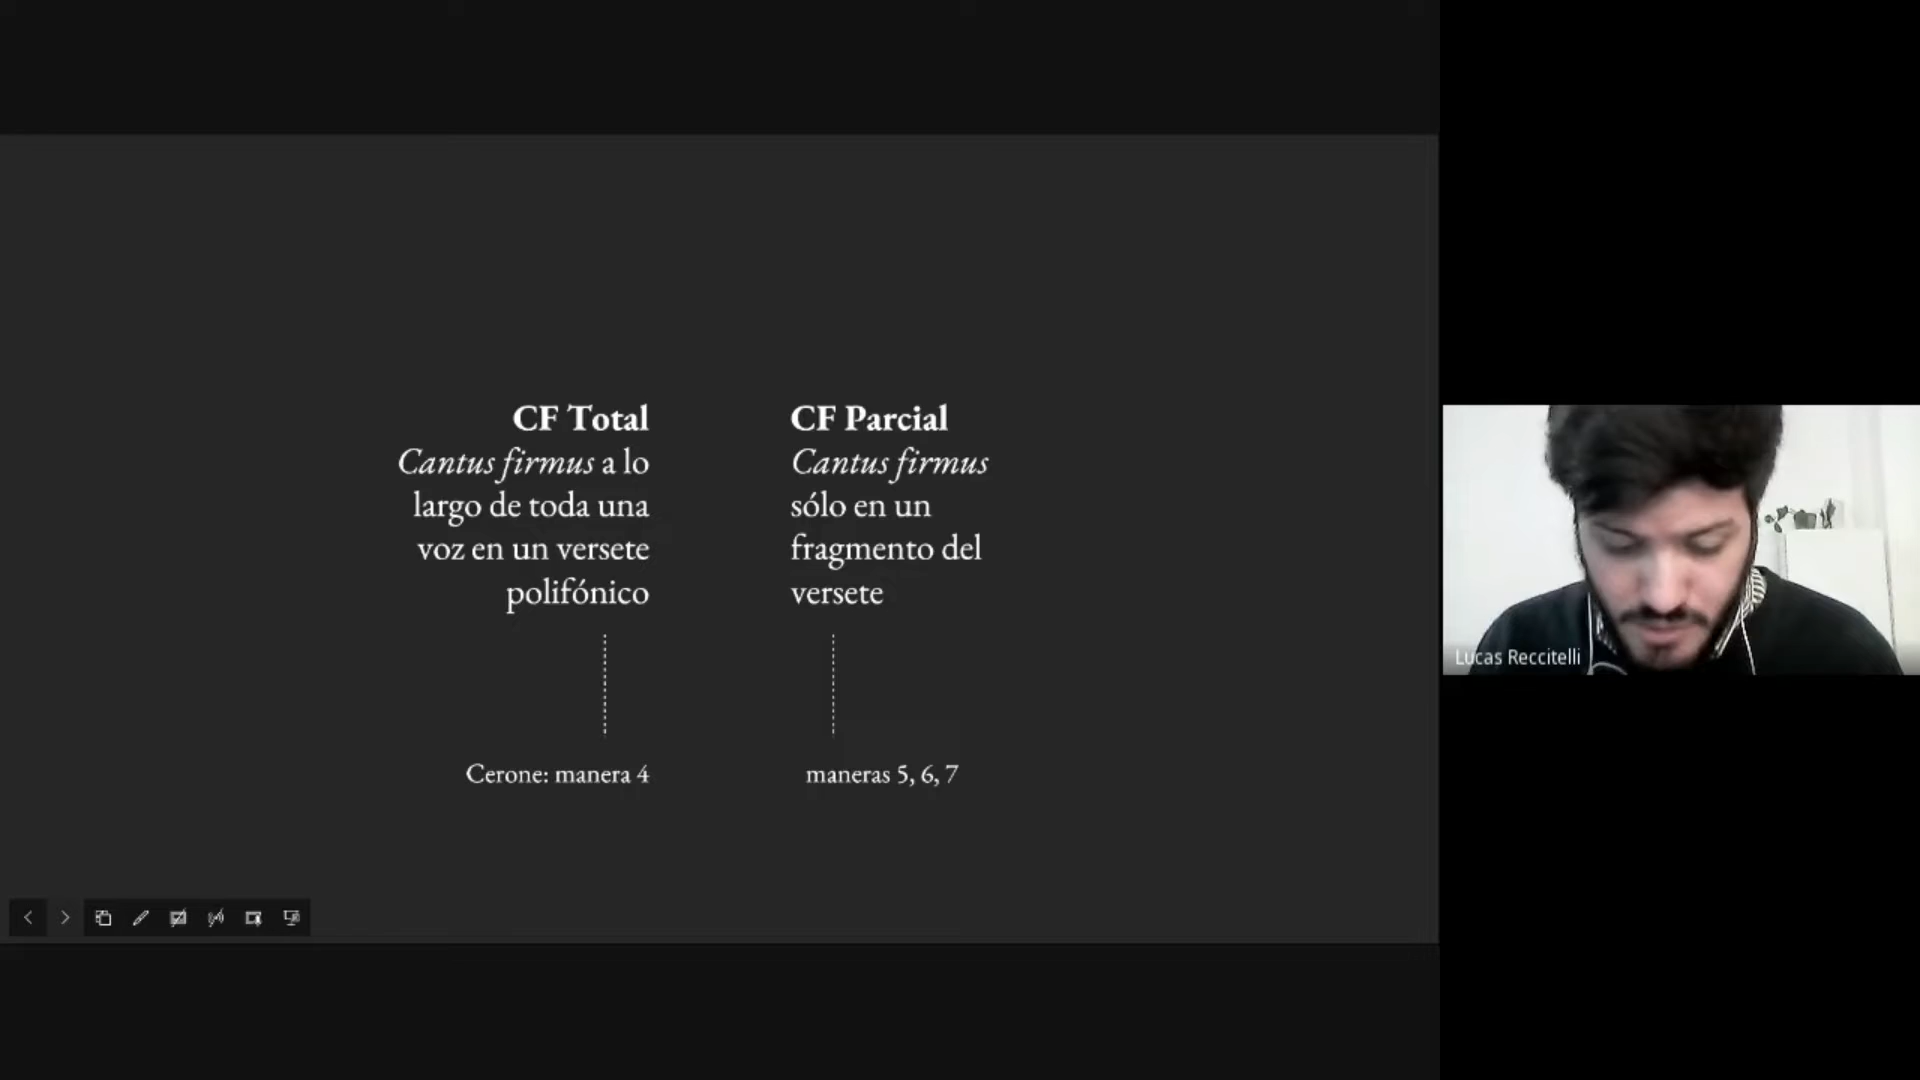 CF Total
Cantus firmus a lo
largo de toda una
voz en un versete
polifónico
Cerone: manera 4
CF Parcial
Cantus firmus
sólo en un
fragmento del
versete
maneras 5, 6, 7
Lucas Reccitelli